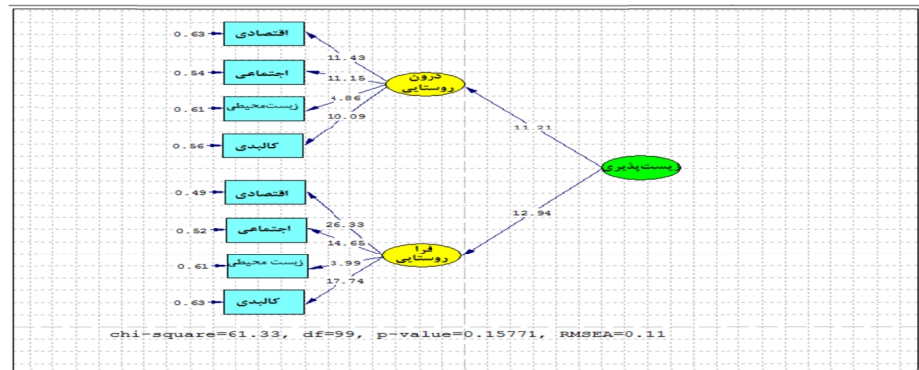 0.63 اقتصادی
11.43
0.54 اجتماعی
11.15
درون
روستایی
0.61 زیست‌محیطی
4.86
10.09
0.56 کالبدی
11.21
زیست‌پذیری
0.49 اقتصادی
12.94
26.33
0.52 اجتماعی
14.65
فرا
روستایی
0.61 زیست محیطی
3.99
17.74
0.63 کالبدی
chi-square=61.33, df=99, p-value=0.15771, RMSEA=0.11